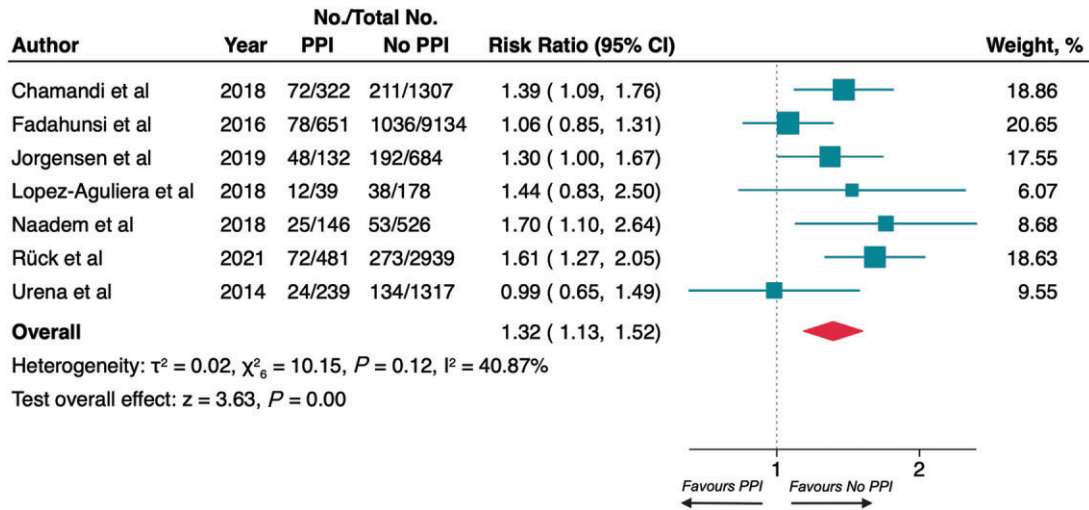 No./Total No.
Author Year PPI No PPI Risk Ratio (95% CI) Weight, %
Chamandi et al 2018 72/322 211/1307 1.39 ( 1.09, 1.76) 18.86
Fadahunsi et al 2016 78/651 1036/9134 1.06 ( 0.85, 1.31) 20.65
Jorgensen et al 2019 48/132 192/684 1.30 ( 1.00, 1.67) 17.55
Lopez-Aguliera et al 2018 12/39 38/178 1.44 ( 0.83, 2.50) 6.07
Naadem et al 2018 25/146 53/526 1.70 ( 1.10, 2.64) 8.68
Rück et al 2021 72/481 273/2939 1.61 ( 1.27, 2.05) 18.63
Urena et al 2014 24/239 134/1317 0.99 ( 0.65, 1.49) 9.55
Overall 1.32 ( 1.13, 1.52)
Heterogeneity: τ² = 0.02, χ²₆ = 10.15, P = 0.12, I² = 40.87%
Test overall effect: z = 3.63, P = 0.00
1 2
Favours PPI Favours No PPI